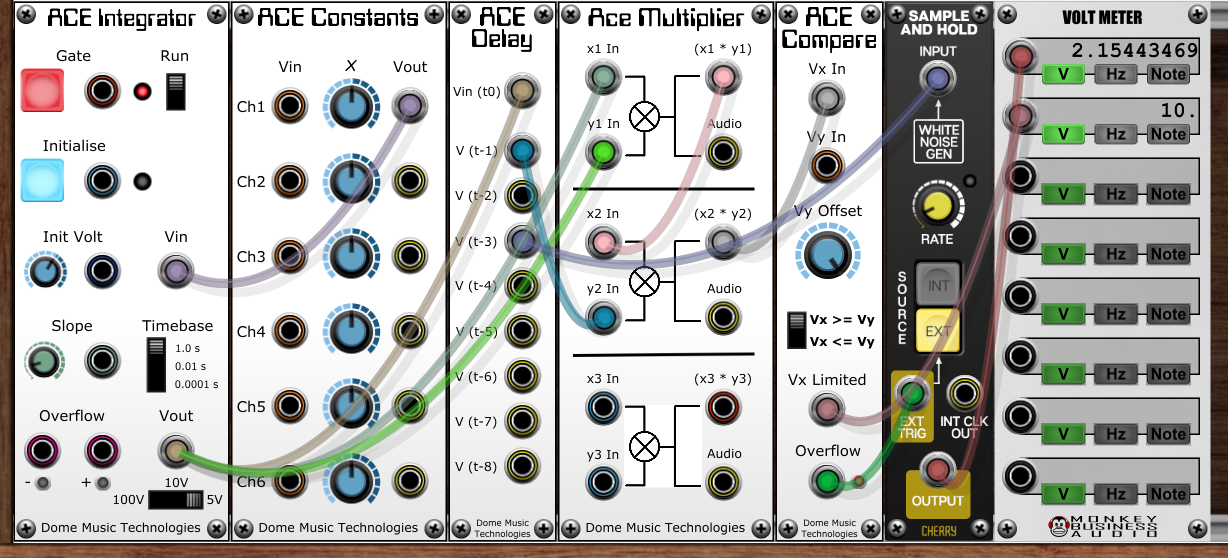 ACE Integrator
Gate
Run
Initialise
Init Volt
Vin
Slope
Timebase
1.0 s
0.01 s
0.0001 s
Overflow
Vout
-
+
10V
100V
5V
Dome Music Technologies
ACE Constants
Vin
X
Vout
Ch1
Ch2
Ch3
Ch4
Ch5
Ch6
Dome Music Technologies
ACE
Delay
Vin (t0)
V (t-1)
V (t-2)
V (t-3)
V (t-4)
V (t-5)
V (t-6)
V (t-7)
V (t-8)
Dome Music
Technologies
Ace Multiplier
x1 In
(x1 * y1)
y1 In
Audio
x2 In
(x2 * y2)
y2 In
Audio
x3 In
(x3 * y3)
y3 In
Audio
Dome Music Technologies
ACE
Compare
Vx In
Vy In
Vy Offset
Vx >= Vy
Vx <= Vy
Vx Limited
Overflow
Dome Music
Technologies
SAMPLE
AND HOLD
INPUT
WHITE
NOISE
GEN
RATE
SOURCE
INT
EXT
EXT
TRIG
INT CLK
OUT
OUTPUT
CHERRY
VOLT METER
2.15443469
V Hz Note
10.
V Hz Note
V Hz Note
V Hz Note
V Hz Note
V Hz Note
V Hz Note
V Hz Note
MONKEY
BUSINESS
AUDIO